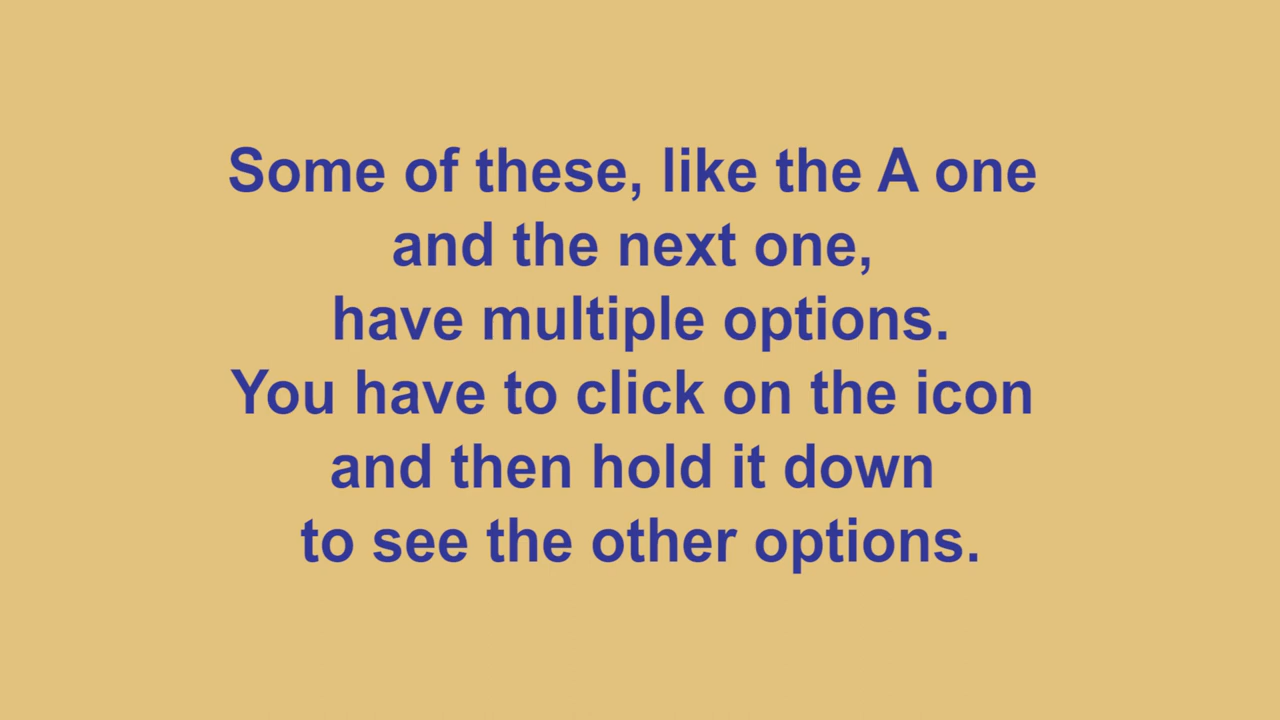 Some of these, like the A one
and the next one,
have multiple options.
You have to click on the icon
and then hold it down
to see the other options.